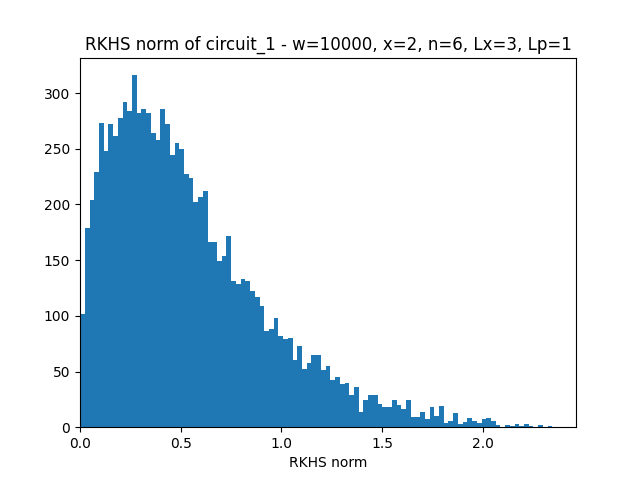 RKHS norm of circuit_1 - w=10000, x=2, n=6, Lx=3, Lp=1
300
250
200
150
100
50
0
0.0 0.5 1.0 1.5 2.0
RKHS norm